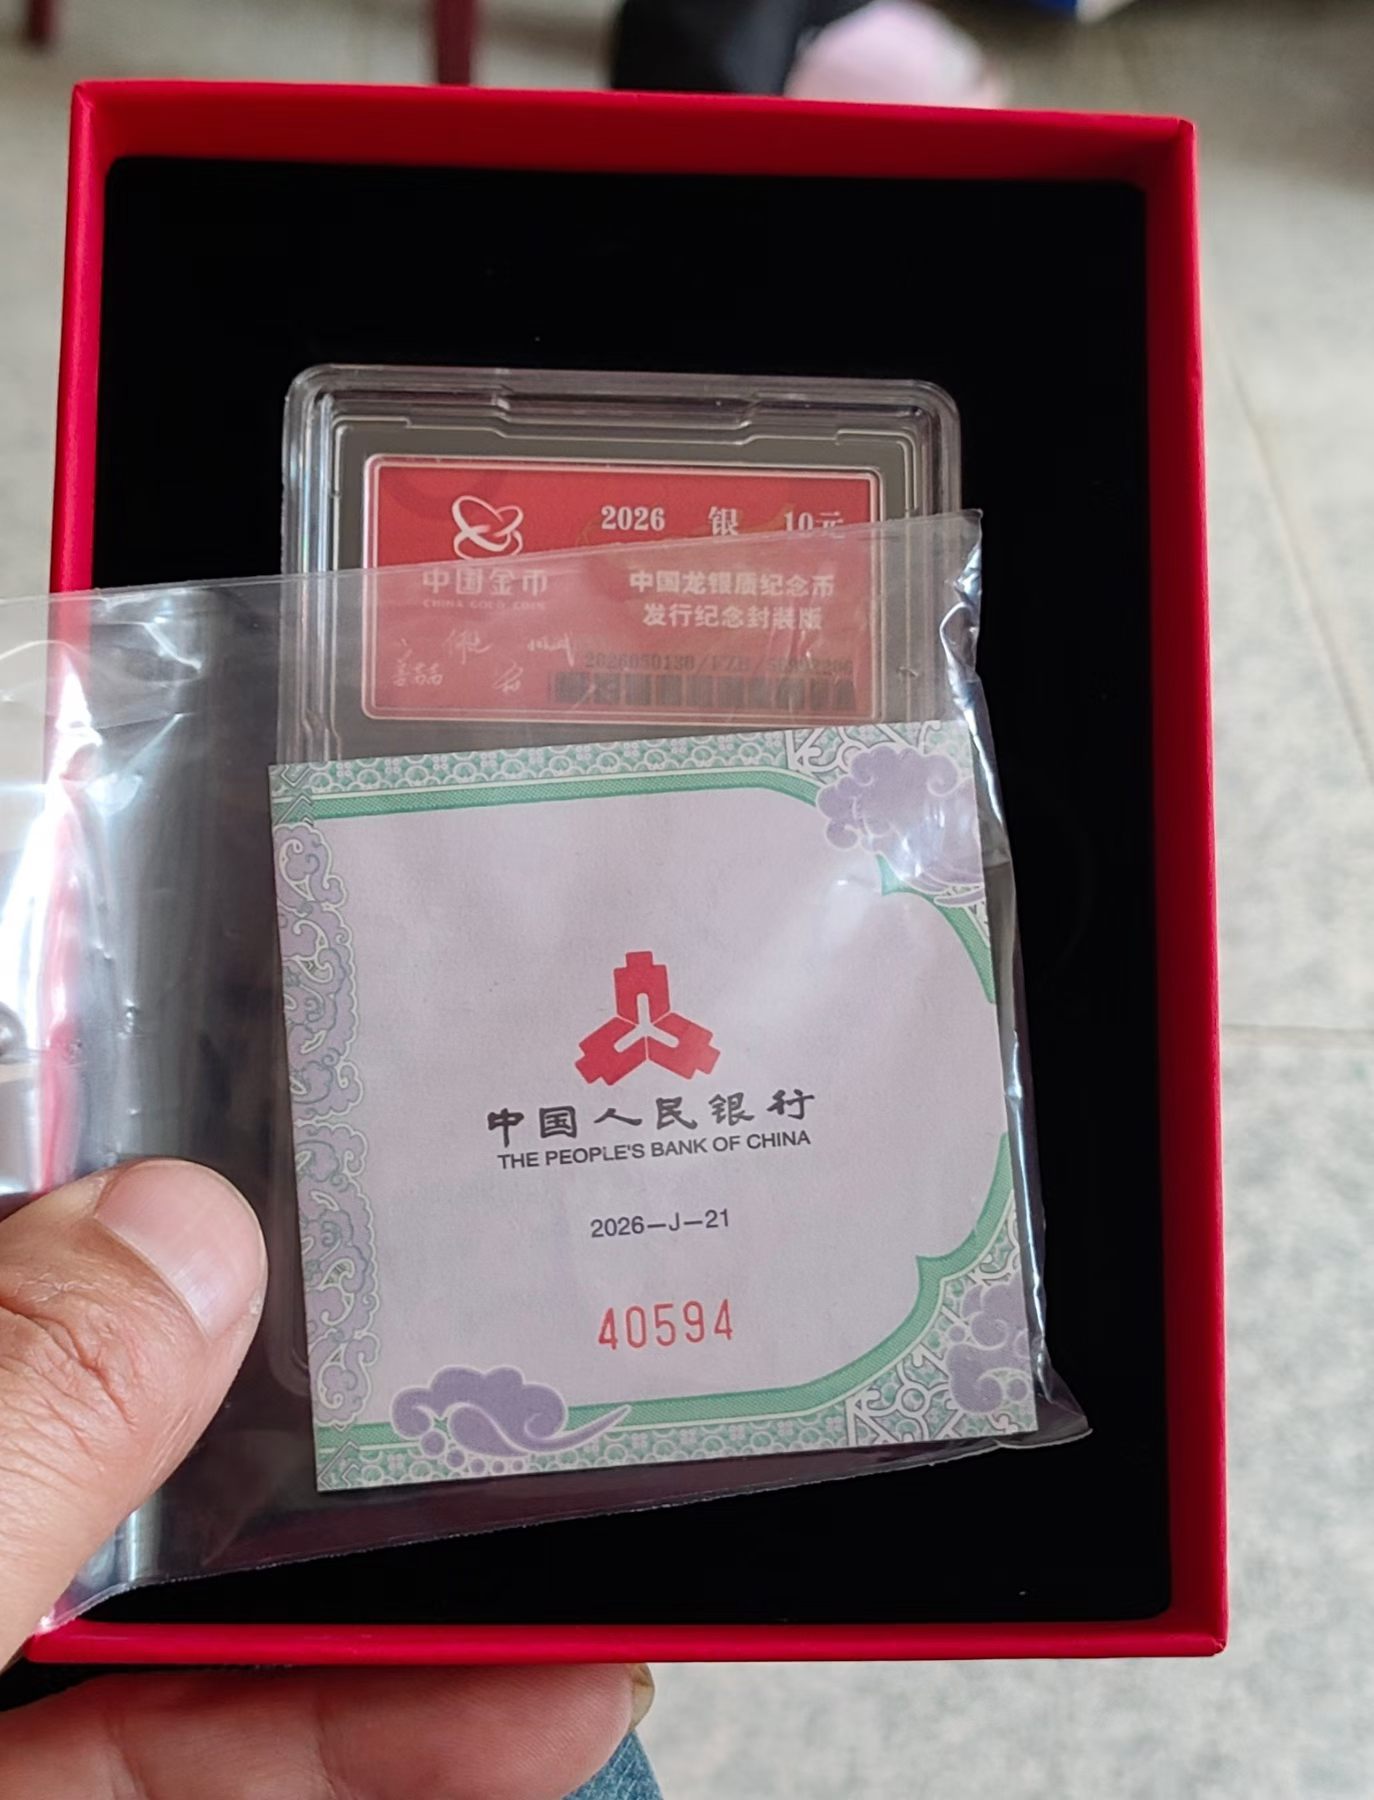 2026 银 10元
中国金币
CHINA GOLD COIN
中国龙银质纪念币
发行纪念封装版
中国人民银行
THE PEOPLE'S BANK OF CHINA
2026—J—21
40594